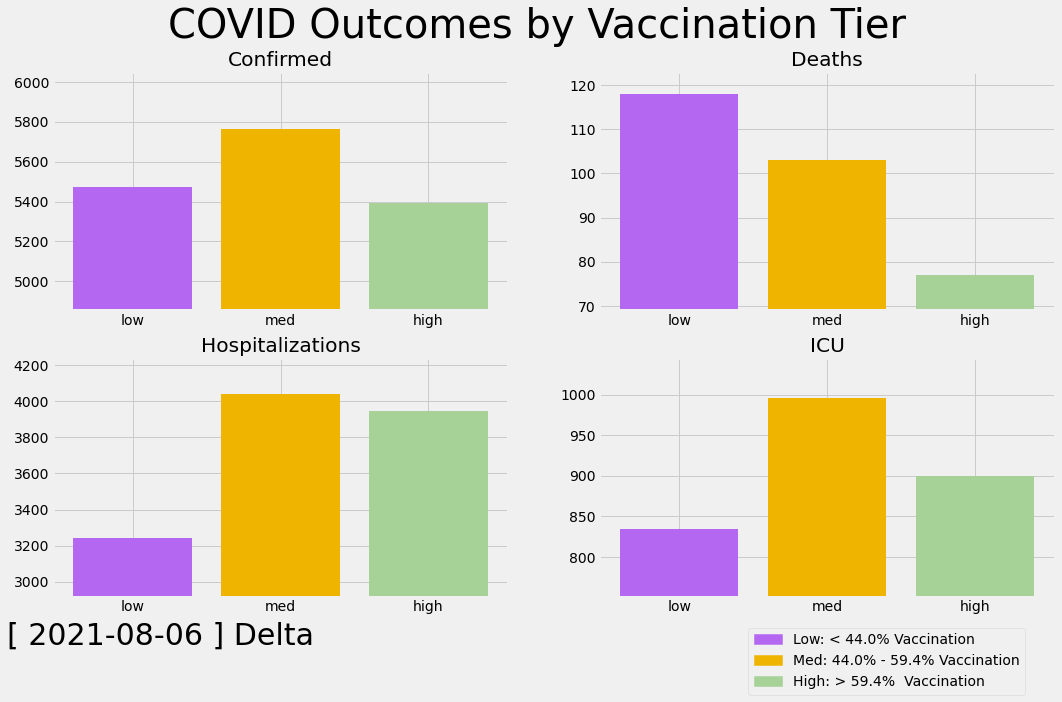 COVID Outcomes by Vaccination Tier
Confirmed
6000
5800
5600
5400
5200
5000
low med high
Deaths
120
110
100
90
80
70
low med high
Hospitalizations
4200
4000
3800
3600
3400
3200
3000
low med high
ICU
1000
950
900
850
800
low med high
[ 2021-08-06 ] Delta
Low: < 44.0% Vaccination
Med: 44.0% - 59.4% Vaccination
High: > 59.4%  Vaccination